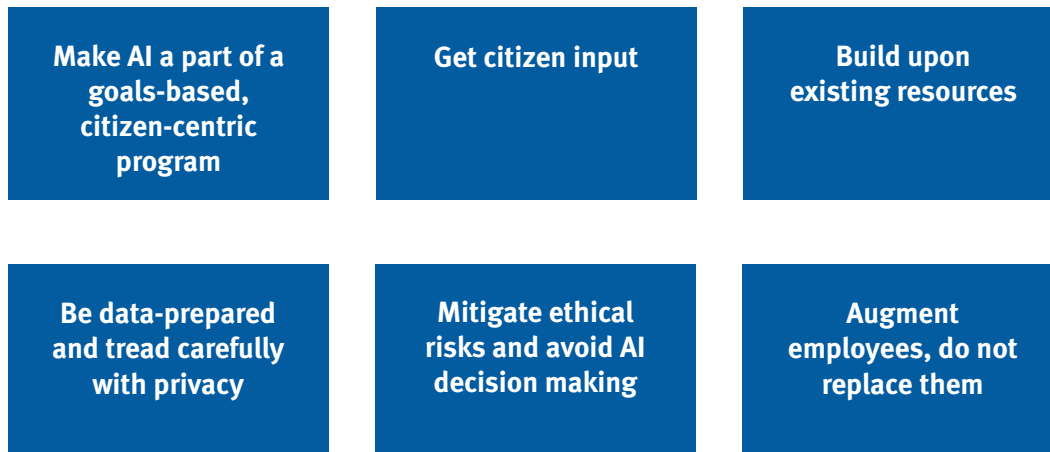 Make AI a part of a
goals-based,
citizen-centric
program
Get citizen input
Build upon
existing resources
Be data-prepared
and tread carefully
with privacy
Mitigate ethical
risks and avoid AI
decision making
Augment
employees, do not
replace them